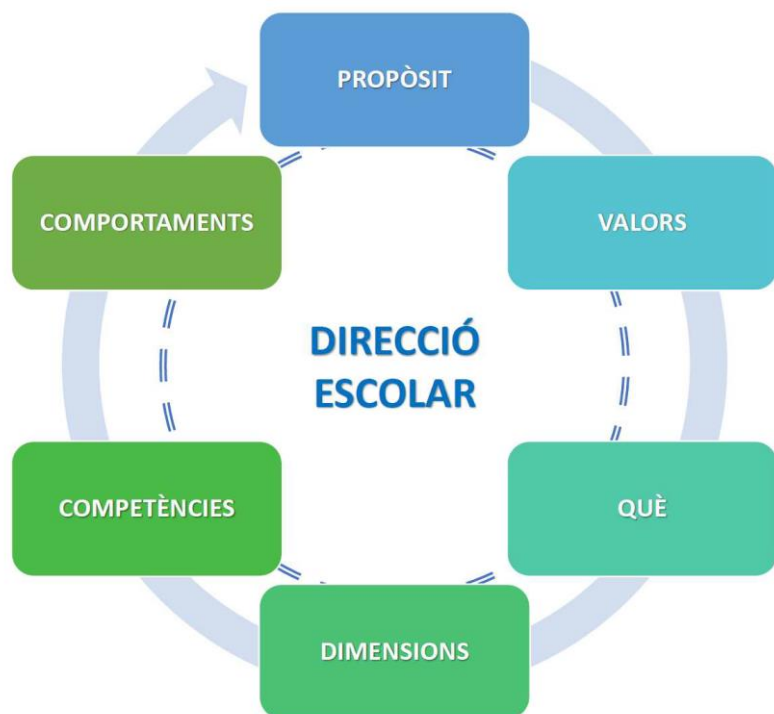 PROPÒSIT
COMPORTAMENTS
VALORS
DIRECCIÓ
ESCOLAR
COMPETÈNCIES
QUÈ
DIMENSIONS